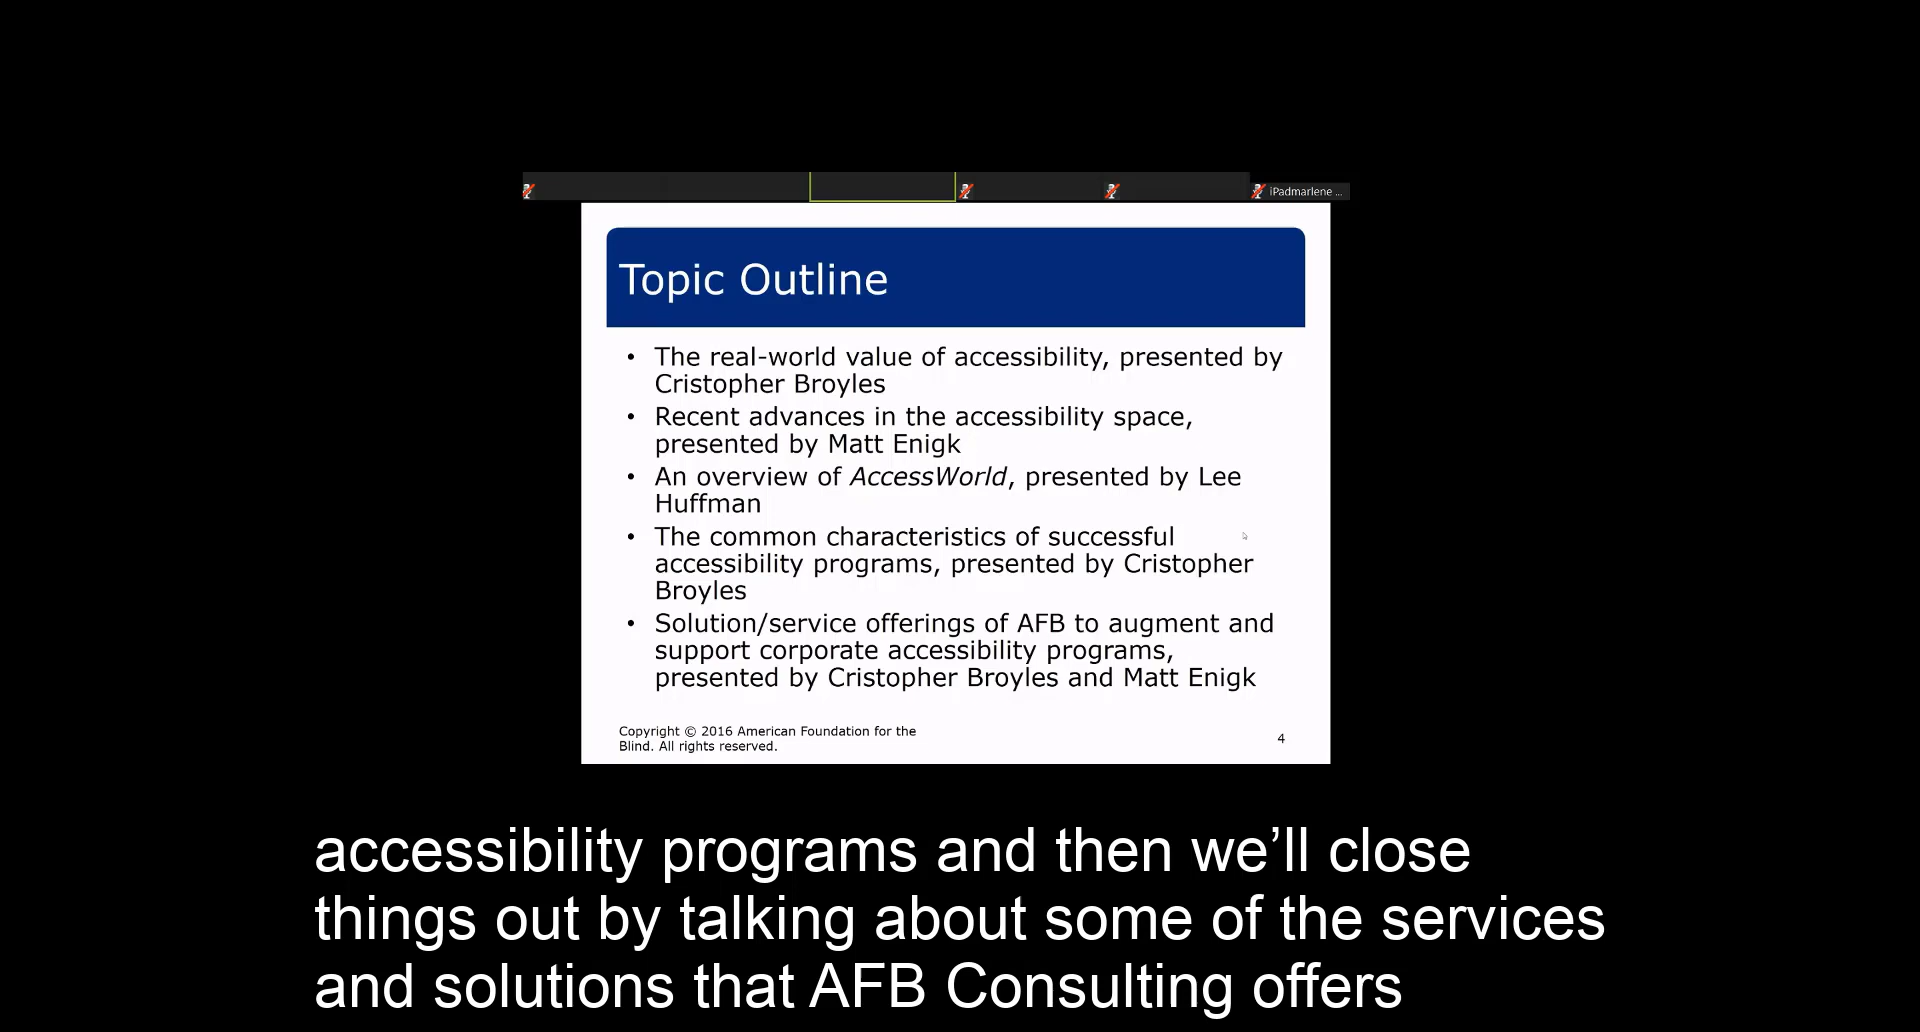 iPadmarlene ...
Topic Outline
• The real-world value of accessibility, presented by
Cristopher Broyles
• Recent advances in the accessibility space,
presented by Matt Enigk
• An overview of AccessWorld, presented by Lee
Huffman
• The common characteristics of successful
accessibility programs, presented by Cristopher
Broyles
• Solution/service offerings of AFB to augment and
support corporate accessibility programs,
presented by Cristopher Broyles and Matt Enigk
Copyright © 2016 American Foundation for the
Blind. All rights reserved.
4
accessibility programs and then we’ll close
things out by talking about some of the services
and solutions that AFB Consulting offers